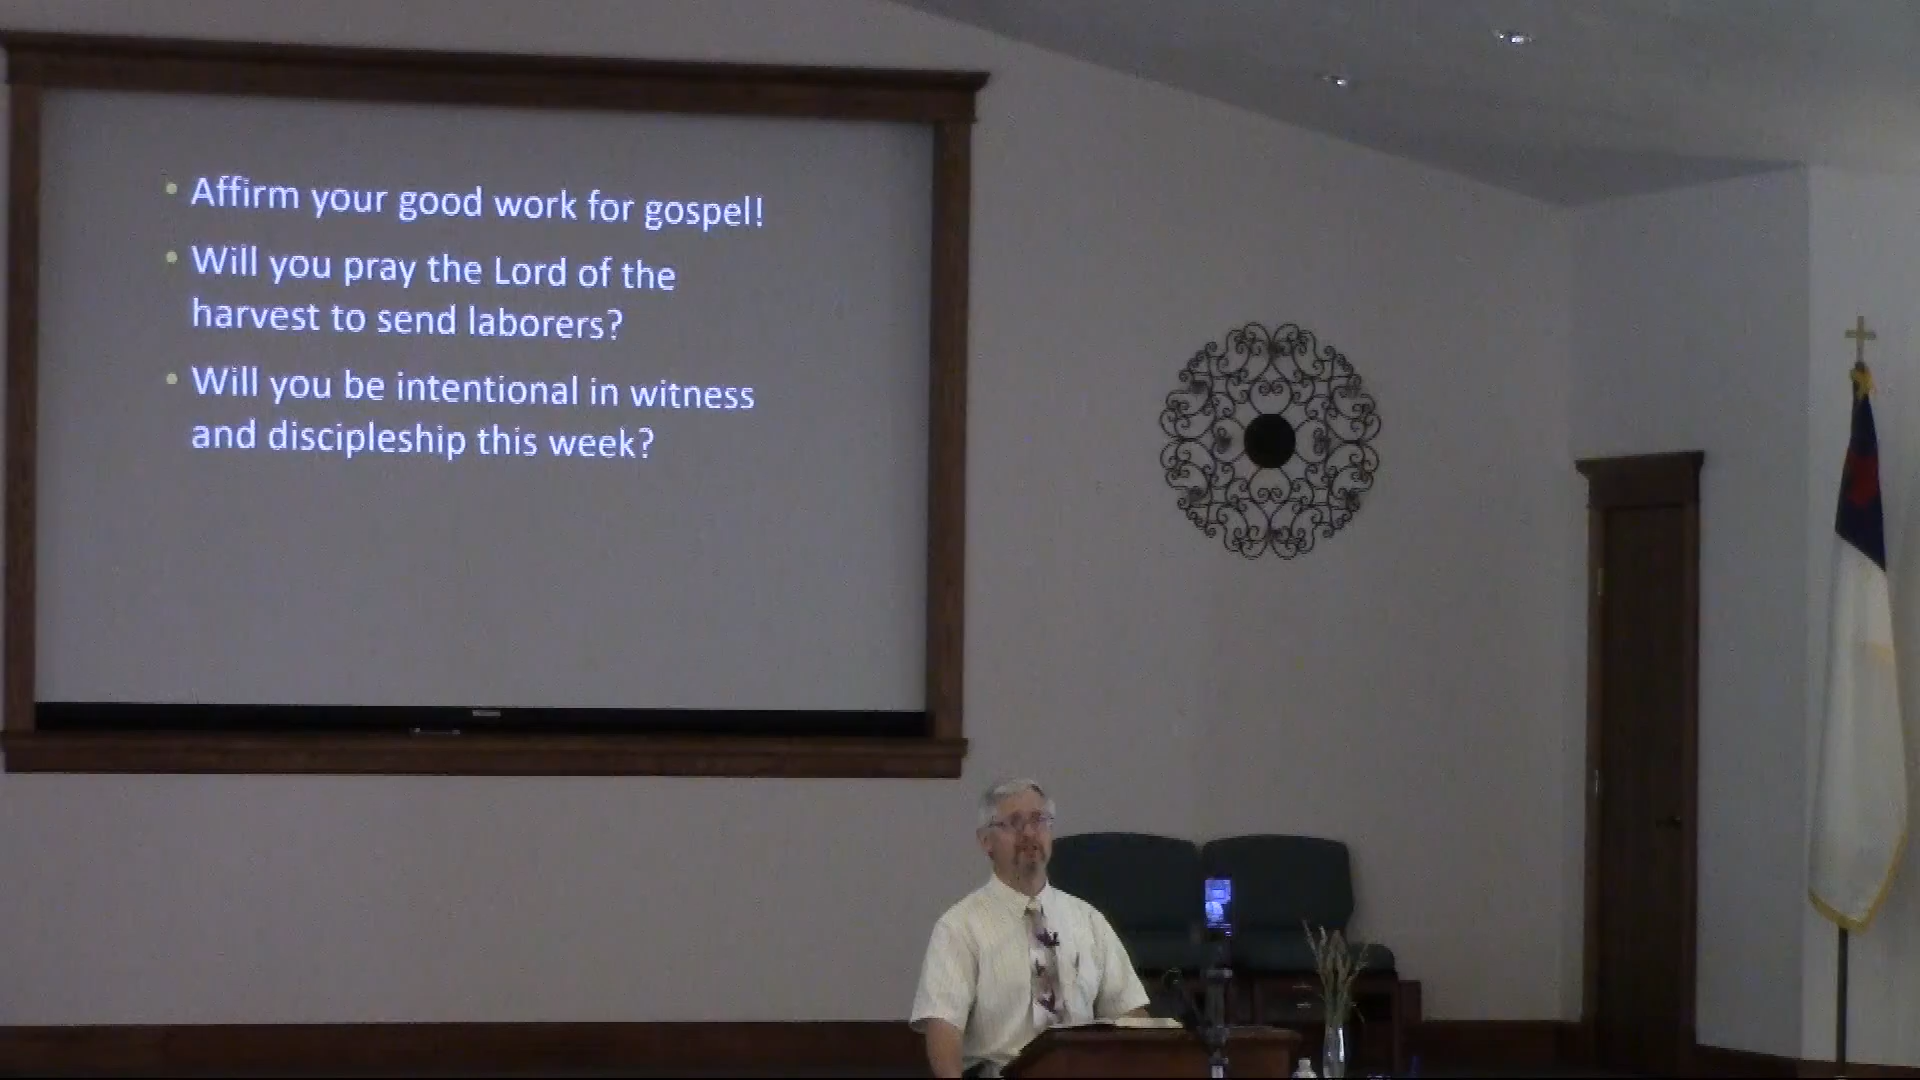 • Affirm your good work for gospel!
• Will you pray the Lord of the
harvest to send laborers?
• Will you be intentional in witness
and discipleship this week?